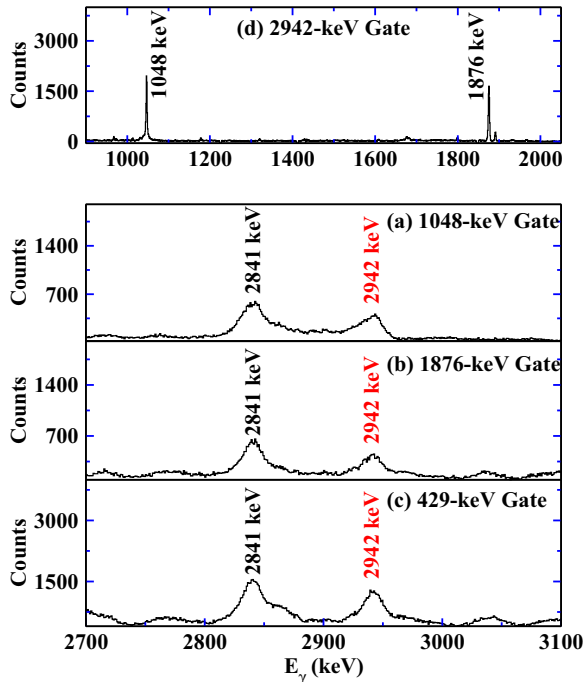 (d) 2942-keV Gate
Counts
3000
1500
0
1048 keV
1876 keV
1000 1200 1400 1600 1800 2000
(a) 1048-keV Gate
1400
700
2841 keV
2942 keV
(b) 1876-keV Gate
Counts
1400
700
2841 keV
2942 keV
(c) 429-keV Gate
Counts
3000
1500
2841 keV
2942 keV
2700 2800 2900 3000 3100
Eγ (keV)